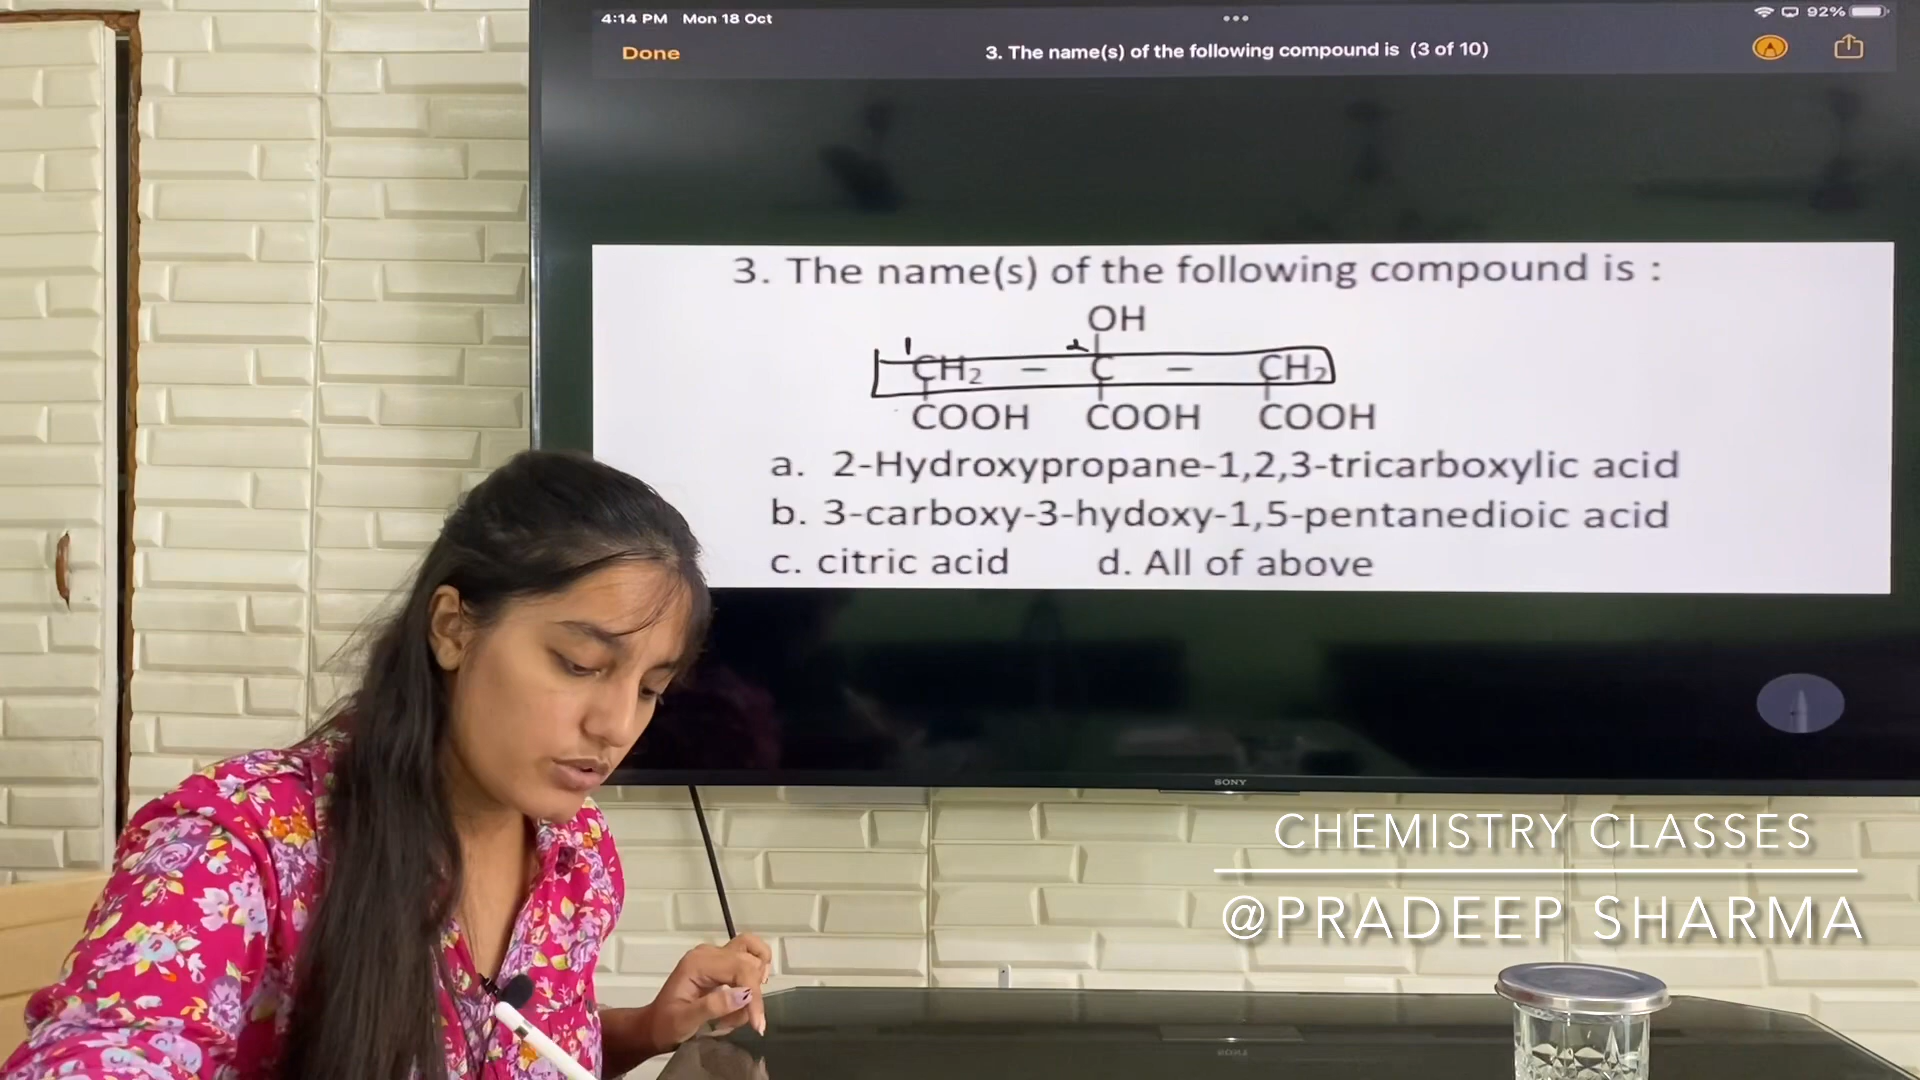 4:14 PM Mon 18 Oct
92%
Done
3. The name(s) of the following compound is (3 of 10)
3. The name(s) of the following compound is :
OH
1 2
CH₂ – C – CH₂
COOH COOH COOH
a. 2-Hydroxypropane-1,2,3-tricarboxylic acid
b. 3-carboxy-3-hydoxy-1,5-pentanedioic acid
c. citric acid d. All of above
SONY
CHEMISTRY CLASSES
@PRADEEP SHARMA